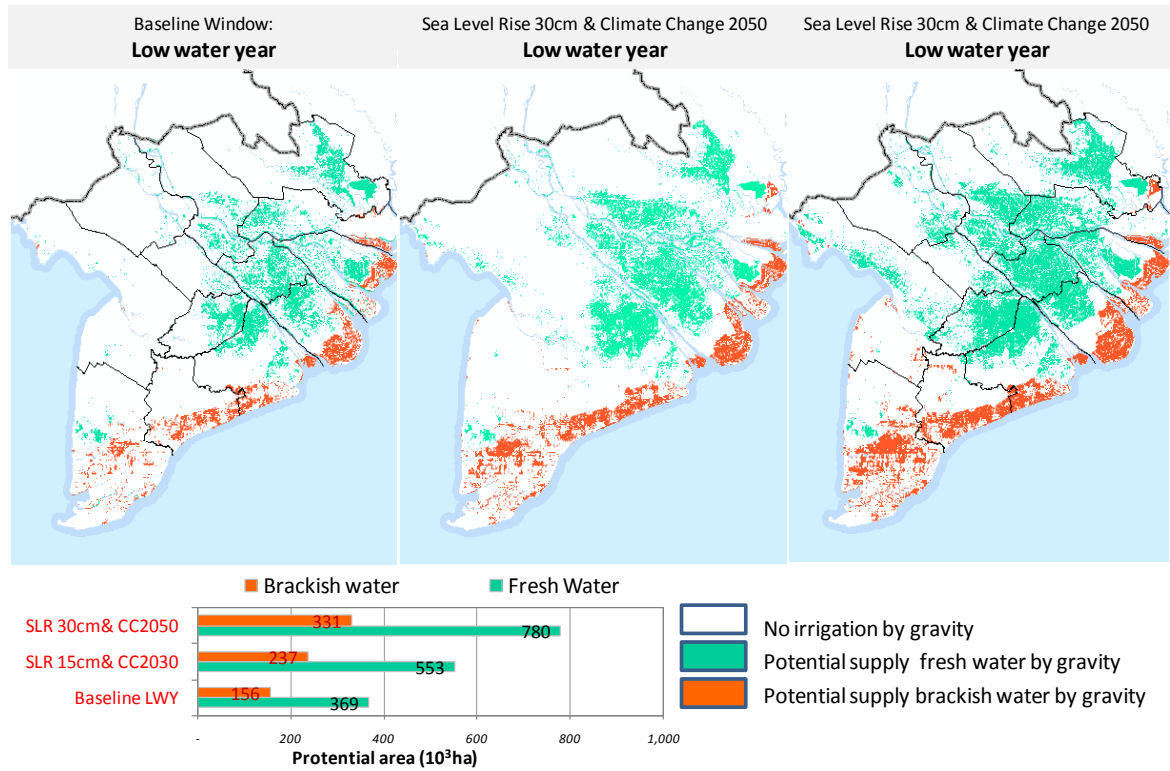 Baseline Window:
Low water year
Sea Level Rise 30cm & Climate Change 2050
Low water year
Sea Level Rise 30cm & Climate Change 2050
Low water year
Brackish water
Fresh Water
SLR 30cm& CC2050
331
780
SLR 15cm& CC2030
237
553
Baseline LWY
156
369
- 200 400 600 800 1,000
Protential area (10³ha)
No irrigation by gravity
Potential supply fresh water by gravity
Potential supply brackish water by gravity